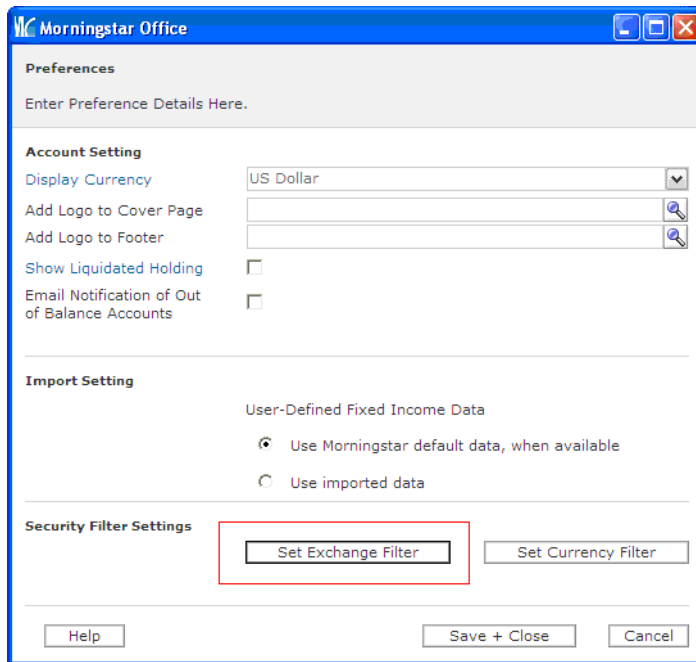 Morningstar Office
Preferences
Enter Preference Details Here.
Account Setting
Display Currency
US Dollar
Add Logo to Cover Page
Add Logo to Footer
Show Liquidated Holding
Email Notification of Out
of Balance Accounts
Import Setting
User-Defined Fixed Income Data
Use Morningstar default data, when available
Use imported data
Security Filter Settings
Set Exchange Filter
Set Currency Filter
Help
Save + Close
Cancel